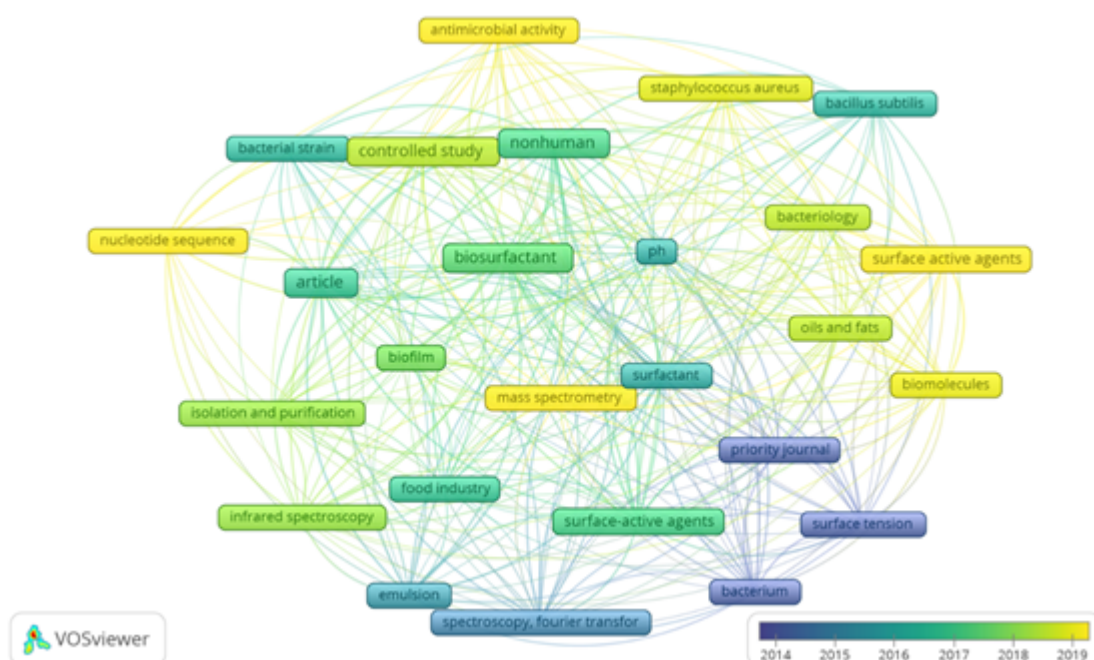 antimicrobial activity
staphylococcus aureus
bacillus subtilis
bacterial strain
controlled study
nonhuman
bacteriology
nucleotide sequence
biosurfactant
ph
surface active agents
article
oils and fats
biofilm
surfactant
biomolecules
mass spectrometry
isolation and purification
priority journal
food industry
infrared spectroscopy
surface-active agents
surface tension
emulsion
bacterium
spectroscopy, fourier transfor
VOSviewer
2014 2015 2016 2017 2018 2019